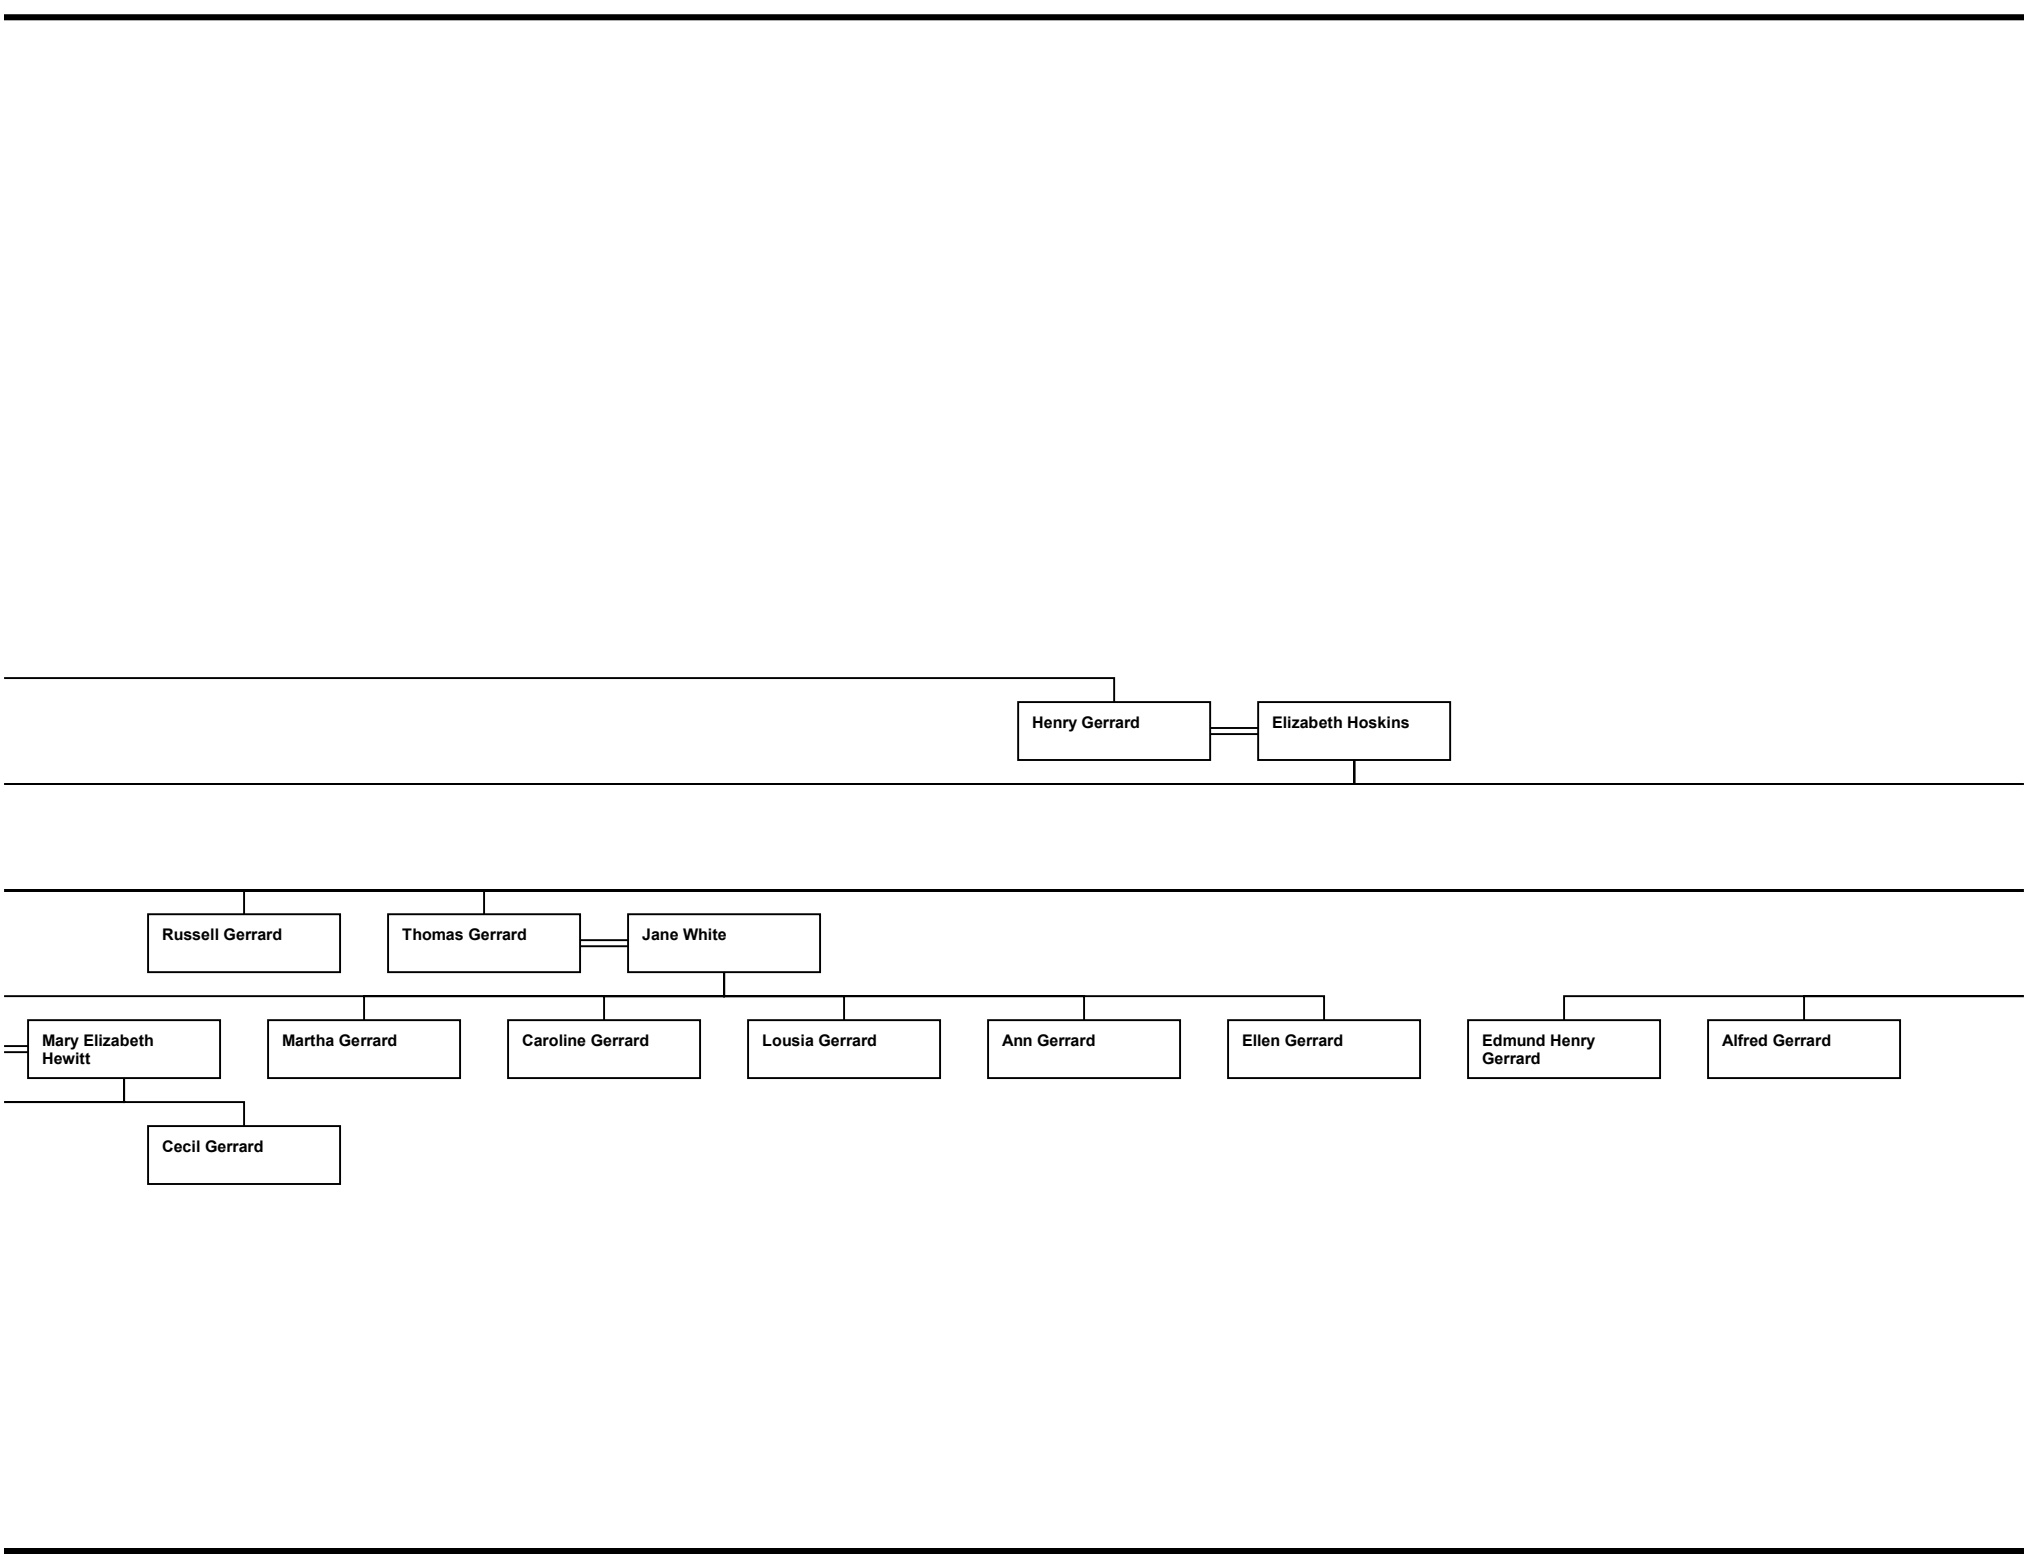 Henry Gerrard
Elizabeth Hoskins
Russell Gerrard
Thomas Gerrard
Jane White
Mary Elizabeth
Hewitt
Martha Gerrard
Caroline Gerrard
Lousia Gerrard
Ann Gerrard
Ellen Gerrard
Edmund Henry
Gerrard
Alfred Gerrard
Cecil Gerrard